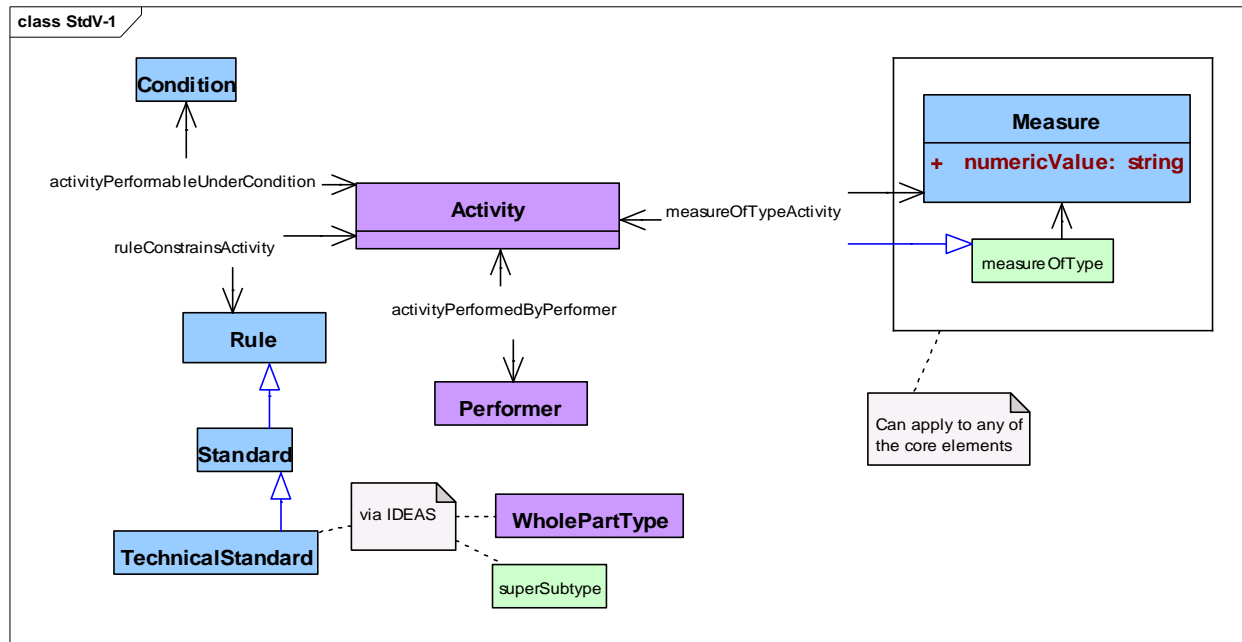 class StdV-1
Condition
Measure
+ numericValue: string
activityPerformableUnderCondition
Activity
measureOfTypeActivity
ruleConstrainsActivity
measureOfType
activityPerformedByPerformer
Rule
Performer
Can apply to any of
the core elements
Standard
via IDEAS
WholePartType
TechnicalStandard
superSubtype